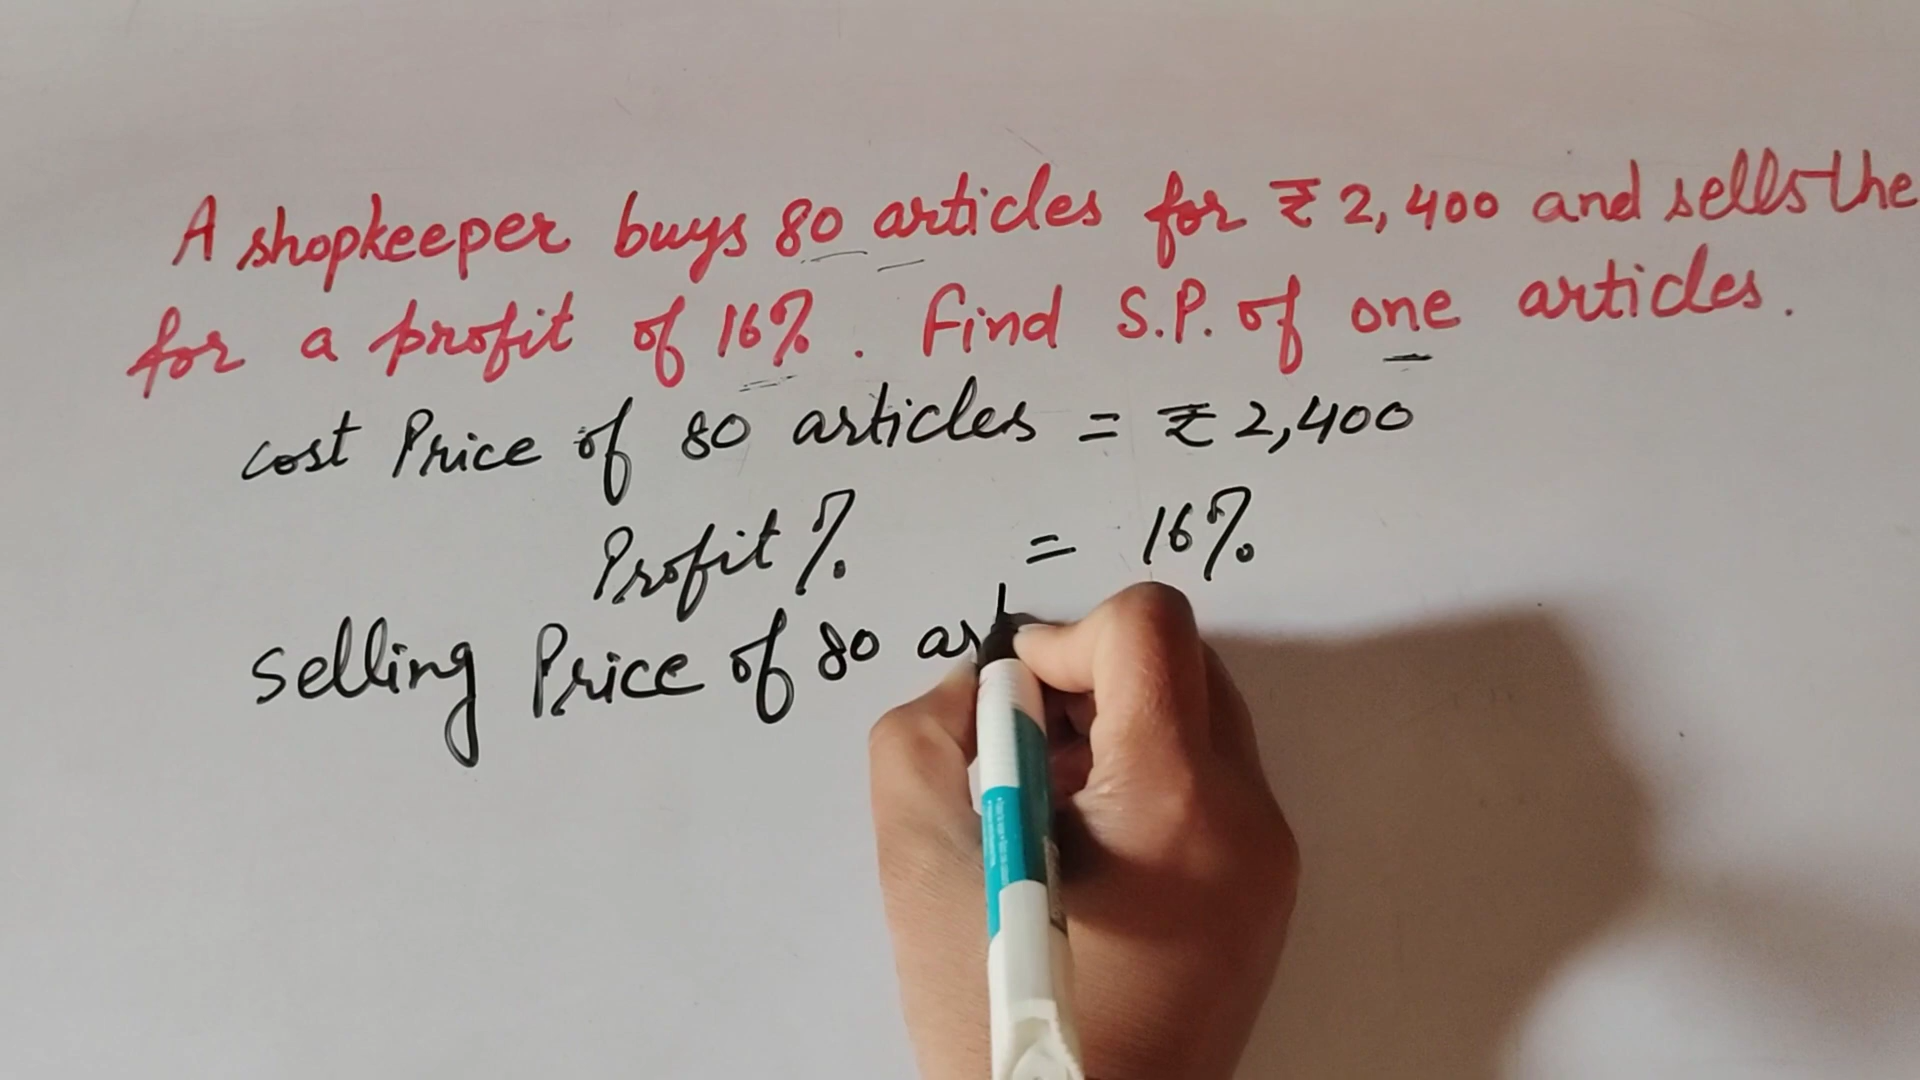 A shopkeeper buys 80 articles for ₹ 2,400 and sells the
for a profit of 16%. Find S.P. of one articles.
cost Price of 80 articles = ₹ 2,400
Profit % = 16%
Selling Price of 80 art